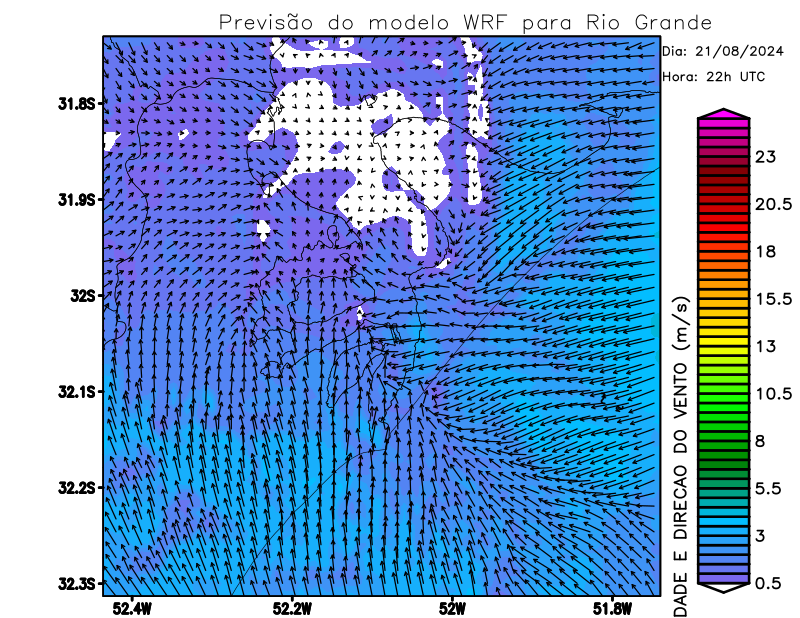 Previsão do modelo WRF para Rio Grande
Dia: 21/08/2024
Hora: 22h UTC
31.8S
31.9S
32S
32.1S
32.2S
32.3S
52.4W
52.2W
52W
51.8W
DADE E DIRECAO DO VENTO (m/s)
23
20.5
18
15.5
13
10.5
8
5.5
3
0.5